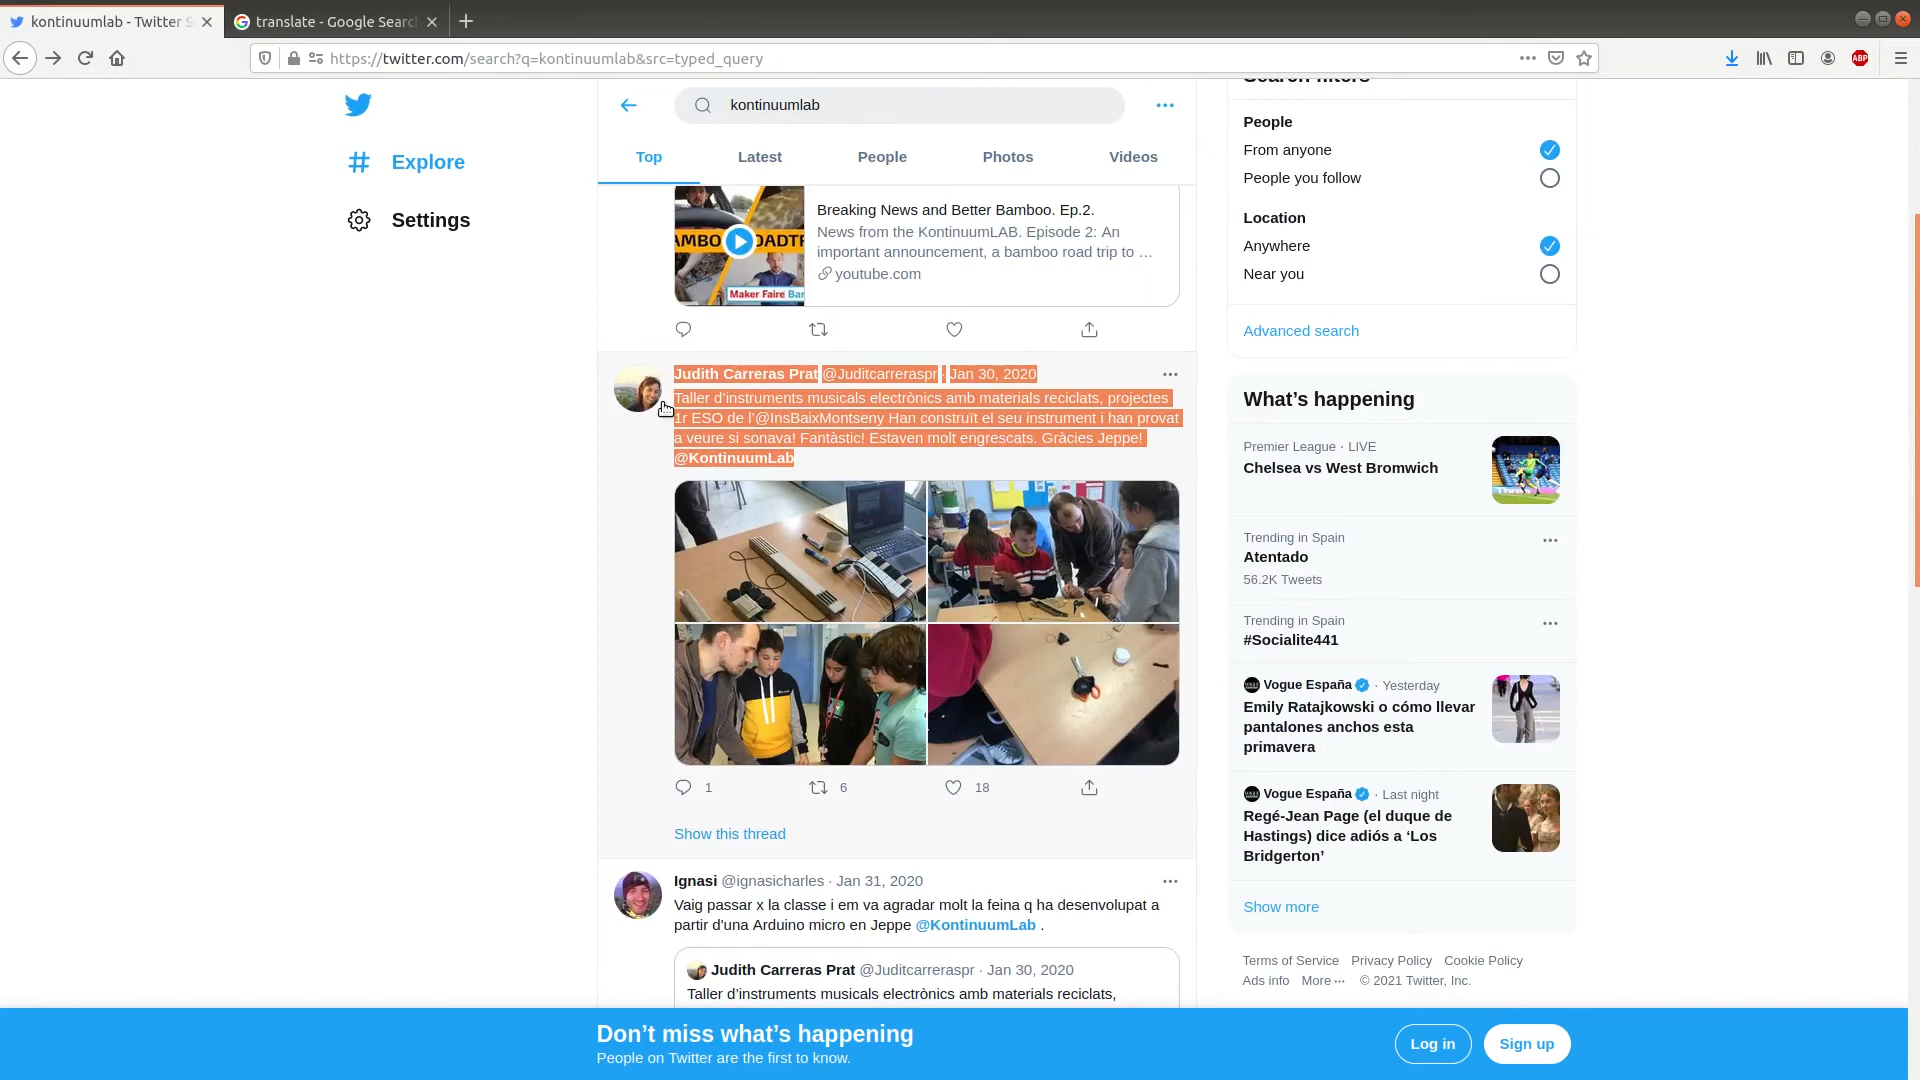 kontinuumlab - Twitter S
translate - Google Search
https://twitter.com/search?q=kontinuumlab&src=typed_query
ABP
kontinuumlab
Explore
Settings
Top
Latest
People
Photos
Videos
Breaking News and Better Bamboo. Ep.2.
News from the KontinuumLAB. Episode 2: An
important announcement, a bamboo road trip to …
youtube.com
Maker Faire Bar
Judith Carreras Prat @Juditcarreraspr · Jan 30, 2020
Taller d’instruments musicals electrònics amb materials reciclats, projectes
1r ESO de l’@InsBaixMontseny Han construït el seu instrument i han provat
a veure si sonava! Fantàstic! Estaven molt engrescats. Gràcies Jeppe!
@KontinuumLab
1
6
18
Show this thread
Ignasi @ignasicharles · Jan 31, 2020
Vaig passar x la classe i em va agradar molt la feina q ha desenvolupat a
partir d'una Arduino micro en Jeppe @KontinuumLab .
Judith Carreras Prat @Juditcarreraspr · Jan 30, 2020
Taller d’instruments musicals electrònics amb materials reciclats,
Search filters
People
From anyone
People you follow
Location
Anywhere
Near you
Advanced search
What’s happening
Premier League · LIVE
Chelsea vs West Bromwich
Trending in Spain
Atentado
56.2K Tweets
Trending in Spain
#Socialite441
Vogue España · Yesterday
Emily Ratajkowski o cómo llevar
pantalones anchos esta
primavera
Vogue España · Last night
Regé-Jean Page (el duque de
Hastings) dice adiós a ‘Los
Bridgerton’
Show more
Terms of Service Privacy Policy Cookie Policy
Ads info More ··· © 2021 Twitter, Inc.
Don’t miss what’s happening
People on Twitter are the first to know.
Log in
Sign up